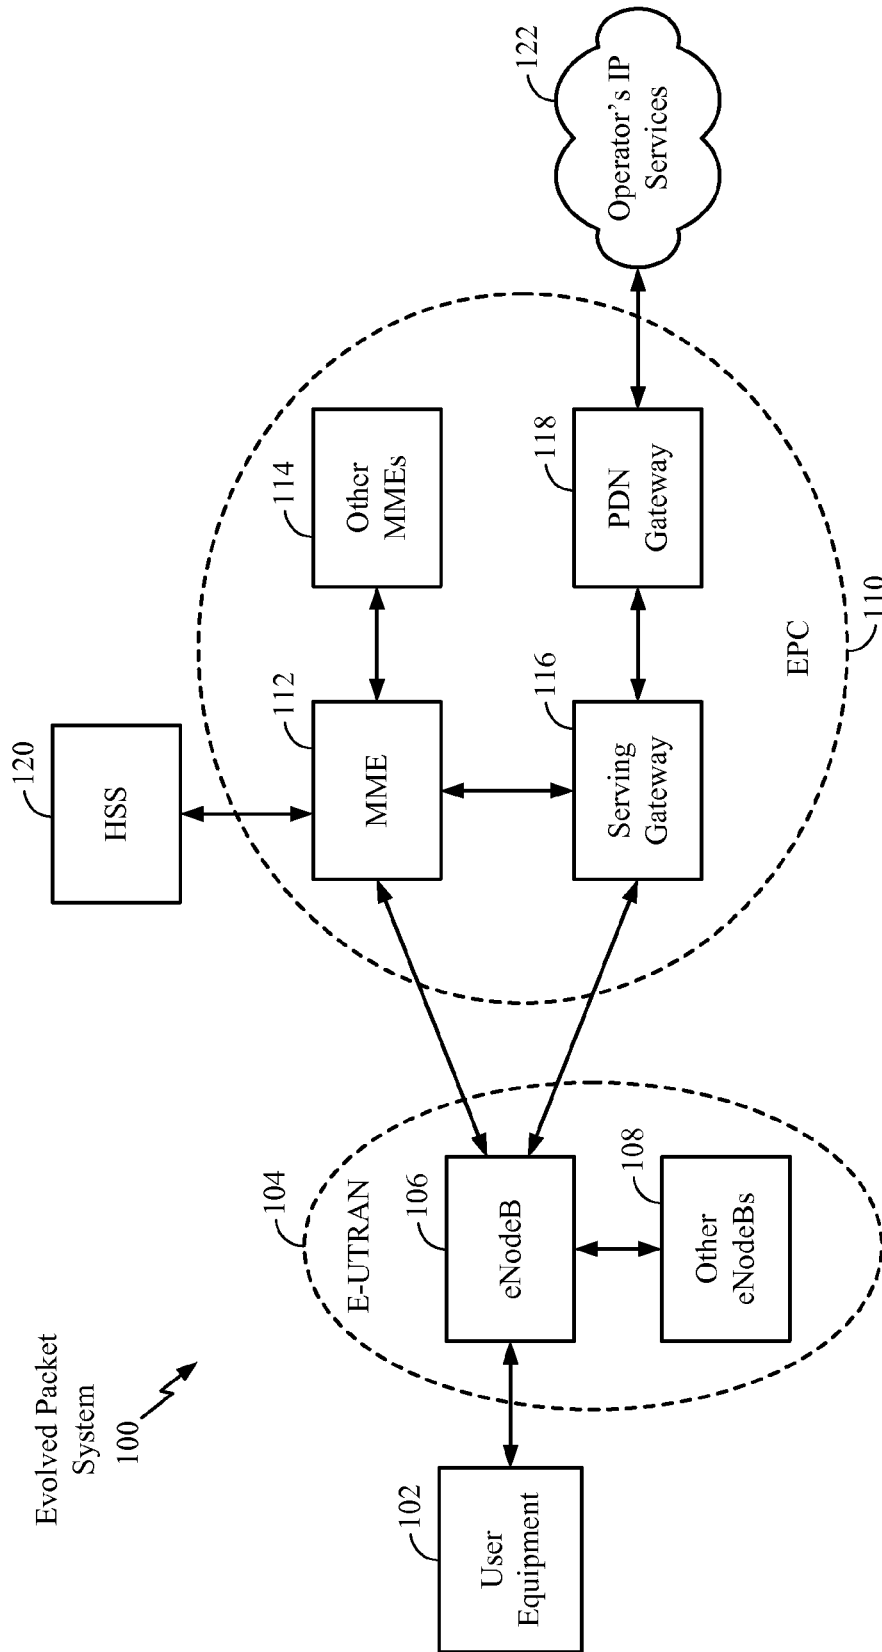 Evolved Packet
System
100
102
User
Equipment
104
E-UTRAN
106
eNodeB
108
Other
eNodeBs
120
HSS
112
MME
114
Other
MMEs
116
Serving
Gateway
118
PDN
Gateway
EPC
110
122
Operator's IP
Services